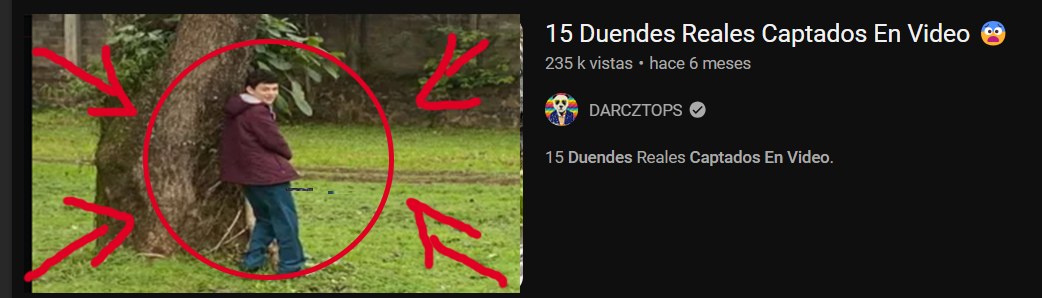 15 Duendes Reales Captados En Video 😨
235 k vistas • hace 6 meses
DARCZTOPS
15 Duendes Reales Captados En Video.